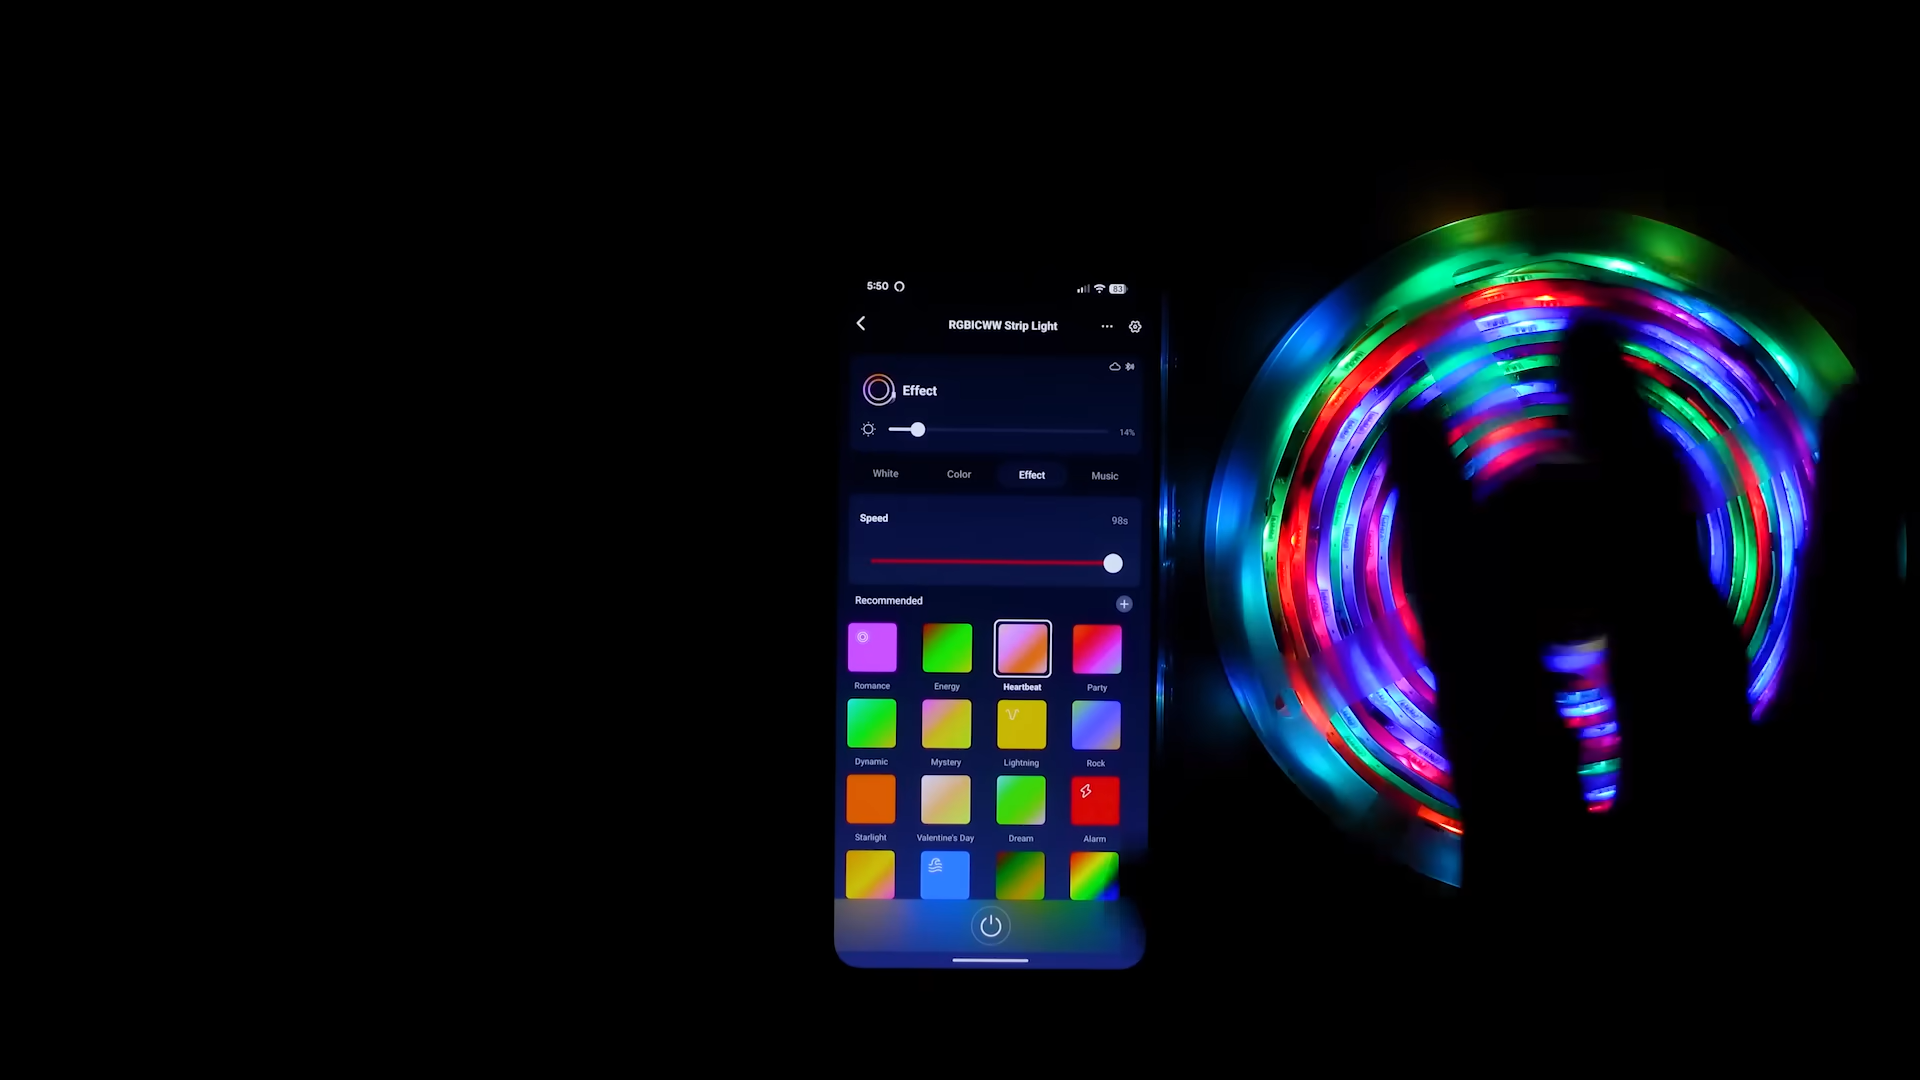 5:50
83
RGBICWW Strip Light
Effect
14%
White Color Effect Music
Speed
98s
Recommended
Romance Energy Heartbeat Party
Dynamic Mystery Lightning Rock
Starlight Valentine's Day Dream Alarm